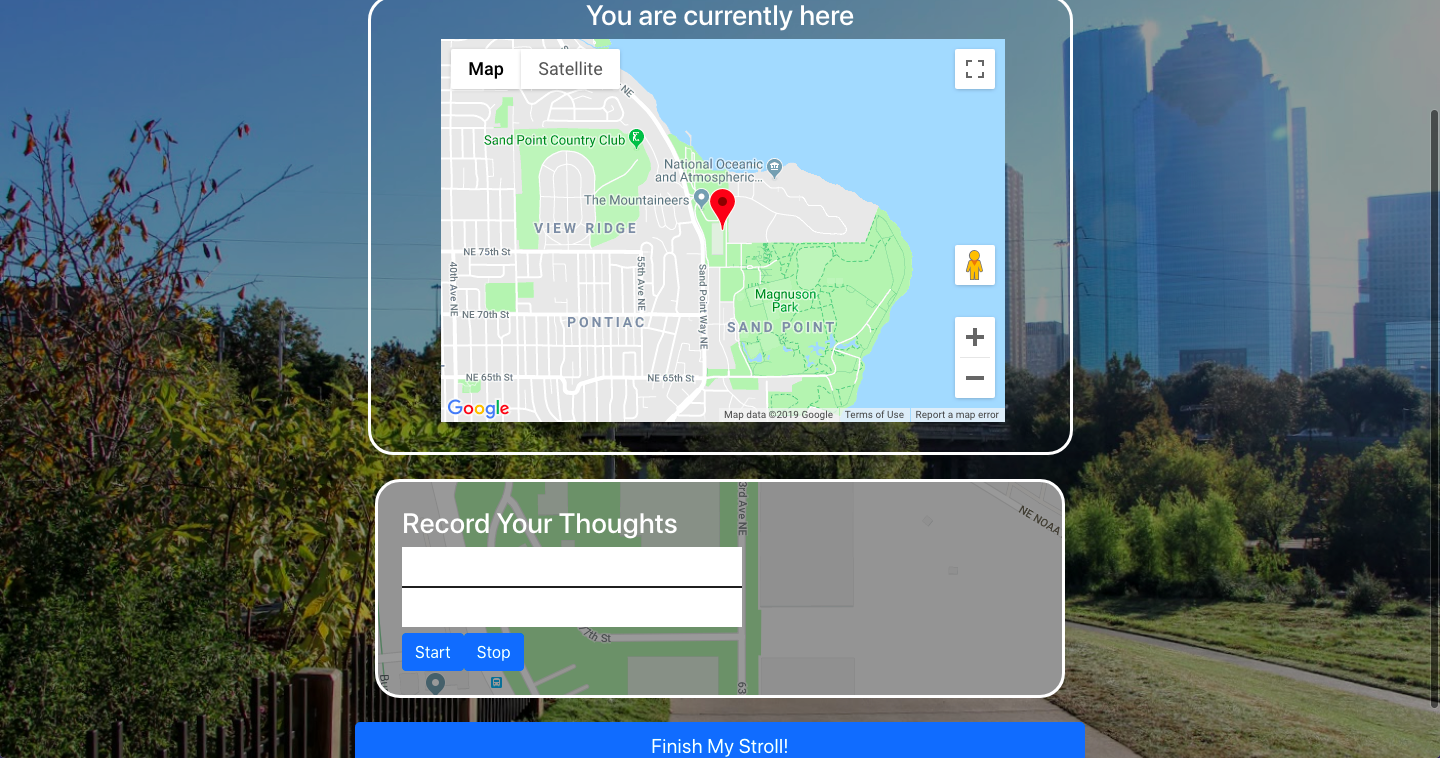 You are currently here
Map
Satellite
NE
Sand Point Country Club
National Oceanic
and Atmospheric...
The Mountaineers
VIEW RIDGE
NE 75th St
40th Ave NE
55th Ave NE
Sand Point Way NE
Magnuson
Park
NE 70th St
PONTIAC
SAND POINT
NE 65th St
NE 65th St
Google
Map data ©2019 Google
Terms of Use
Report a map error
Record Your Thoughts
3rd Ave NE
NE NOAA
77th St
Start
Stop
63
Finish My Stroll!